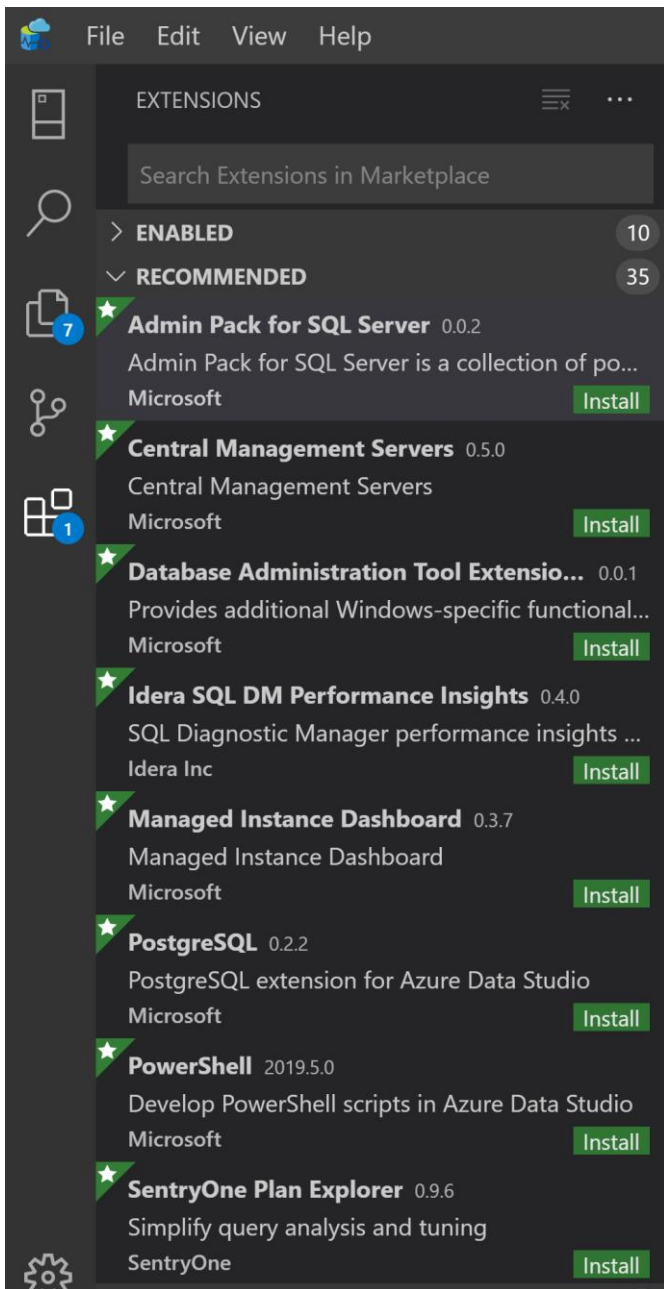 File Edit View Help
EXTENSIONS
Search Extensions in Marketplace
ENABLED 10
RECOMMENDED 35
Admin Pack for SQL Server 0.0.2
Admin Pack for SQL Server is a collection of po...
Microsoft Install
Central Management Servers 0.5.0
Central Management Servers
Microsoft Install
Database Administration Tool Extensio... 0.0.1
Provides additional Windows-specific functional...
Microsoft Install
Idera SQL DM Performance Insights 0.4.0
SQL Diagnostic Manager performance insights ...
Idera Inc Install
Managed Instance Dashboard 0.3.7
Managed Instance Dashboard
Microsoft Install
PostgreSQL 0.2.2
PostgreSQL extension for Azure Data Studio
Microsoft Install
PowerShell 2019.5.0
Develop PowerShell scripts in Azure Data Studio
Microsoft Install
SentryOne Plan Explorer 0.9.6
Simplify query analysis and tuning
SentryOne Install
7
1